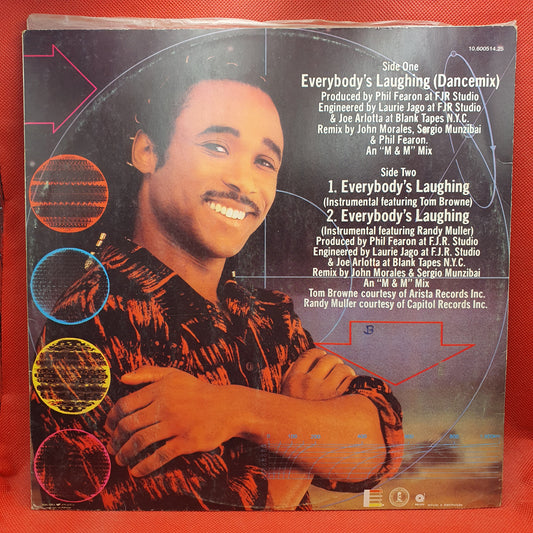 10.600514.25
Side One
Everybody's Laughing (Dancemix)
Produced by Phil Fearon at FJR Studio
Engineered by Laurie Jago at FJR Studio
& Joe Arlotta at Blank Tapes N.Y.C.
Remix by John Morales, Sergio Munzibai
& Phil Fearon.
An "M & M" Mix
Side Two
1. Everybody's Laughing
(Instrumental featuring Tom Browne)
2. Everybody's Laughing
(Instrumental featuring Randy Muller)
Produced by Phil Fearon at F.J.R. Studio
Engineered by Laurie Jago at F.J.R. Studio
& Joe Arlotta at Blank Tapes N.Y.C.
Remix by John Morales & Sergio Munzibai
An "M & M" Mix
Tom Browne courtesy of Arista Records Inc.
Randy Muller courtesy of Capitol Records Inc.